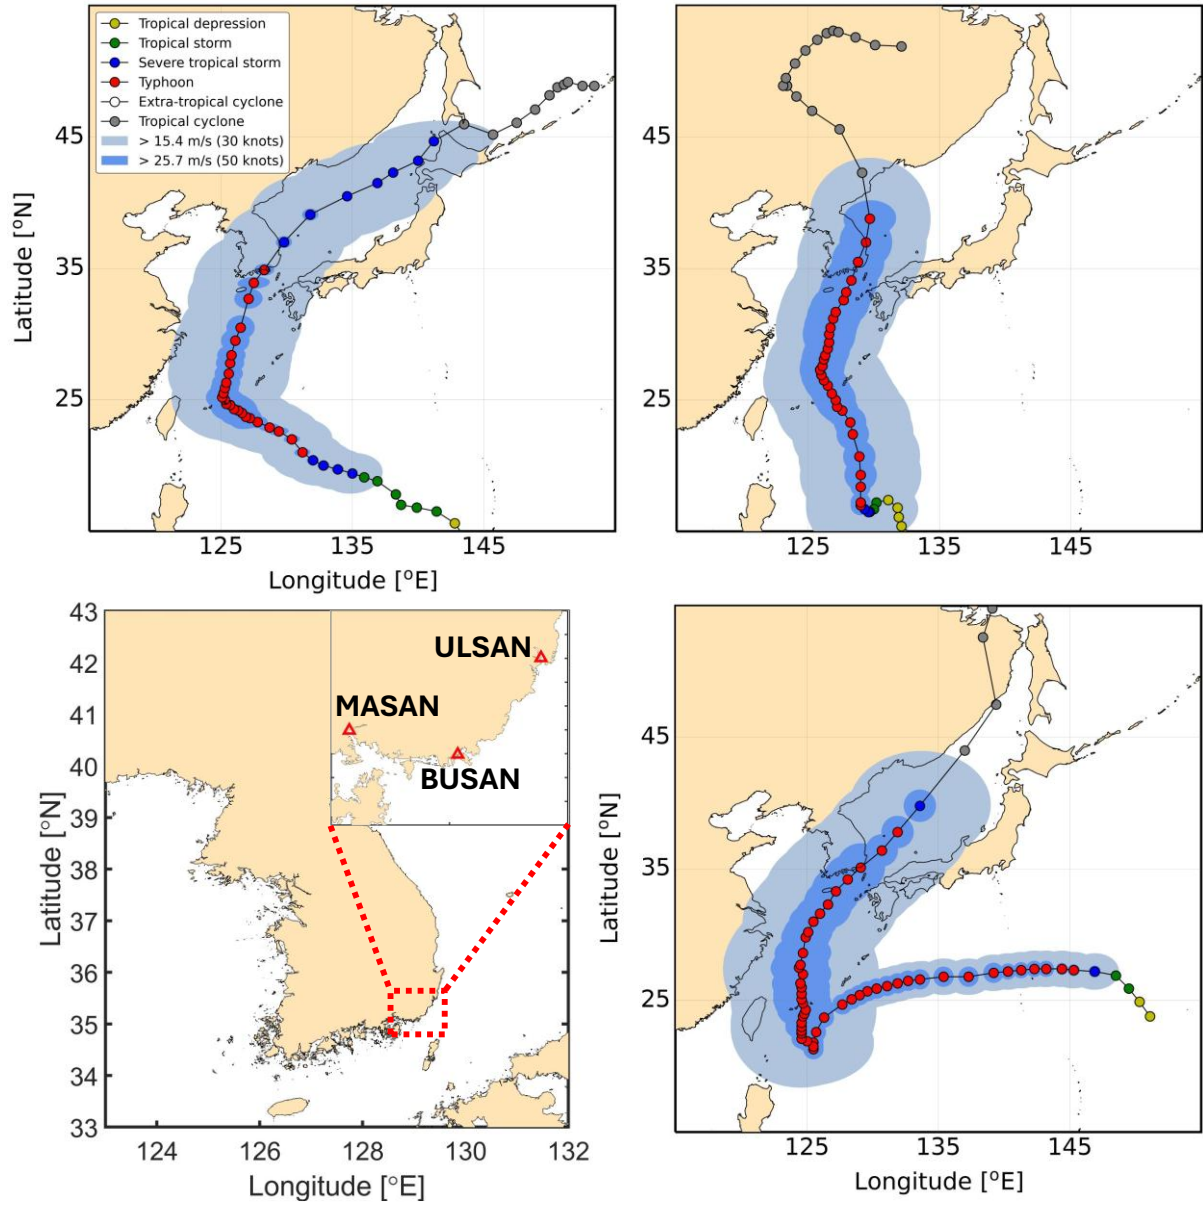 Tropical depression
Tropical storm
Severe tropical storm
Typhoon
Extra-tropical cyclone
Tropical cyclone
> 15.4 m/s (30 knots)
> 25.7 m/s (50 knots)
45
35
25
Latitude [°N]
125
135
145
Longitude [°E]
45
35
25
125
135
145
43
42
41
40
39
38
37
36
35
34
33
Latitude [°N]
ULSAN
MASAN
BUSAN
124
126
128
130
132
Longitude [°E]
45
35
25
Latitude [°N]
125
135
145
Longitude [°E]